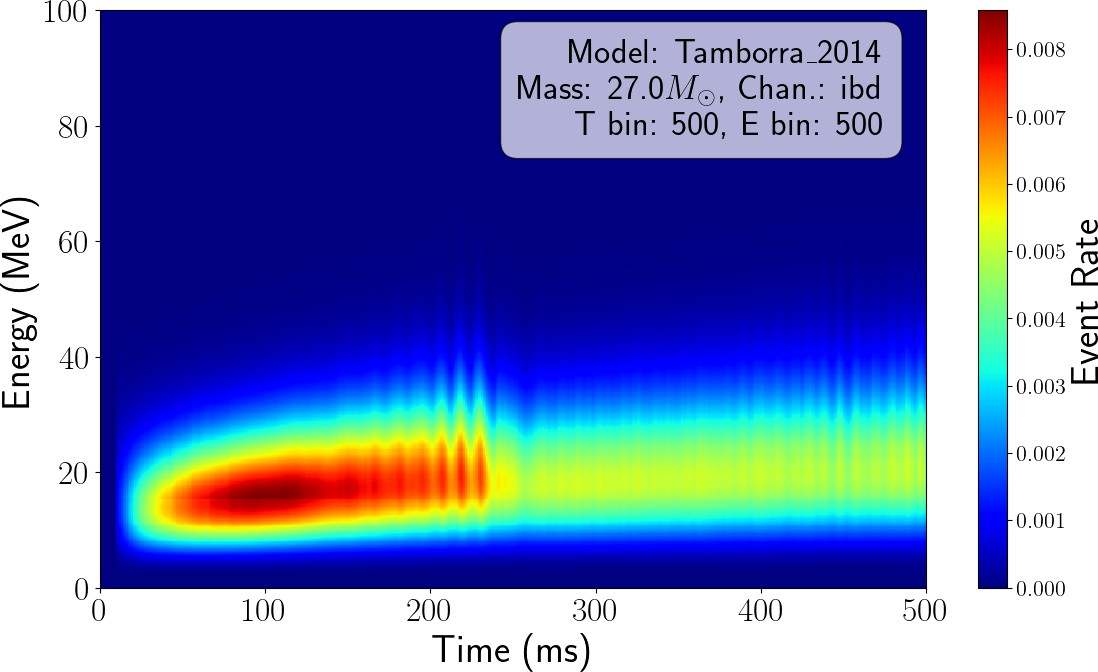 Model: Tamborra_2014
Mass: 27.0M⊙, Chan.: ibd
T bin: 500, E bin: 500
100
80
60
40
20
0
Energy (MeV)
0 100 200 300 400 500
Time (ms)
0.008
0.007
0.006
0.005
0.004
0.003
0.002
0.001
0.000
Event Rate